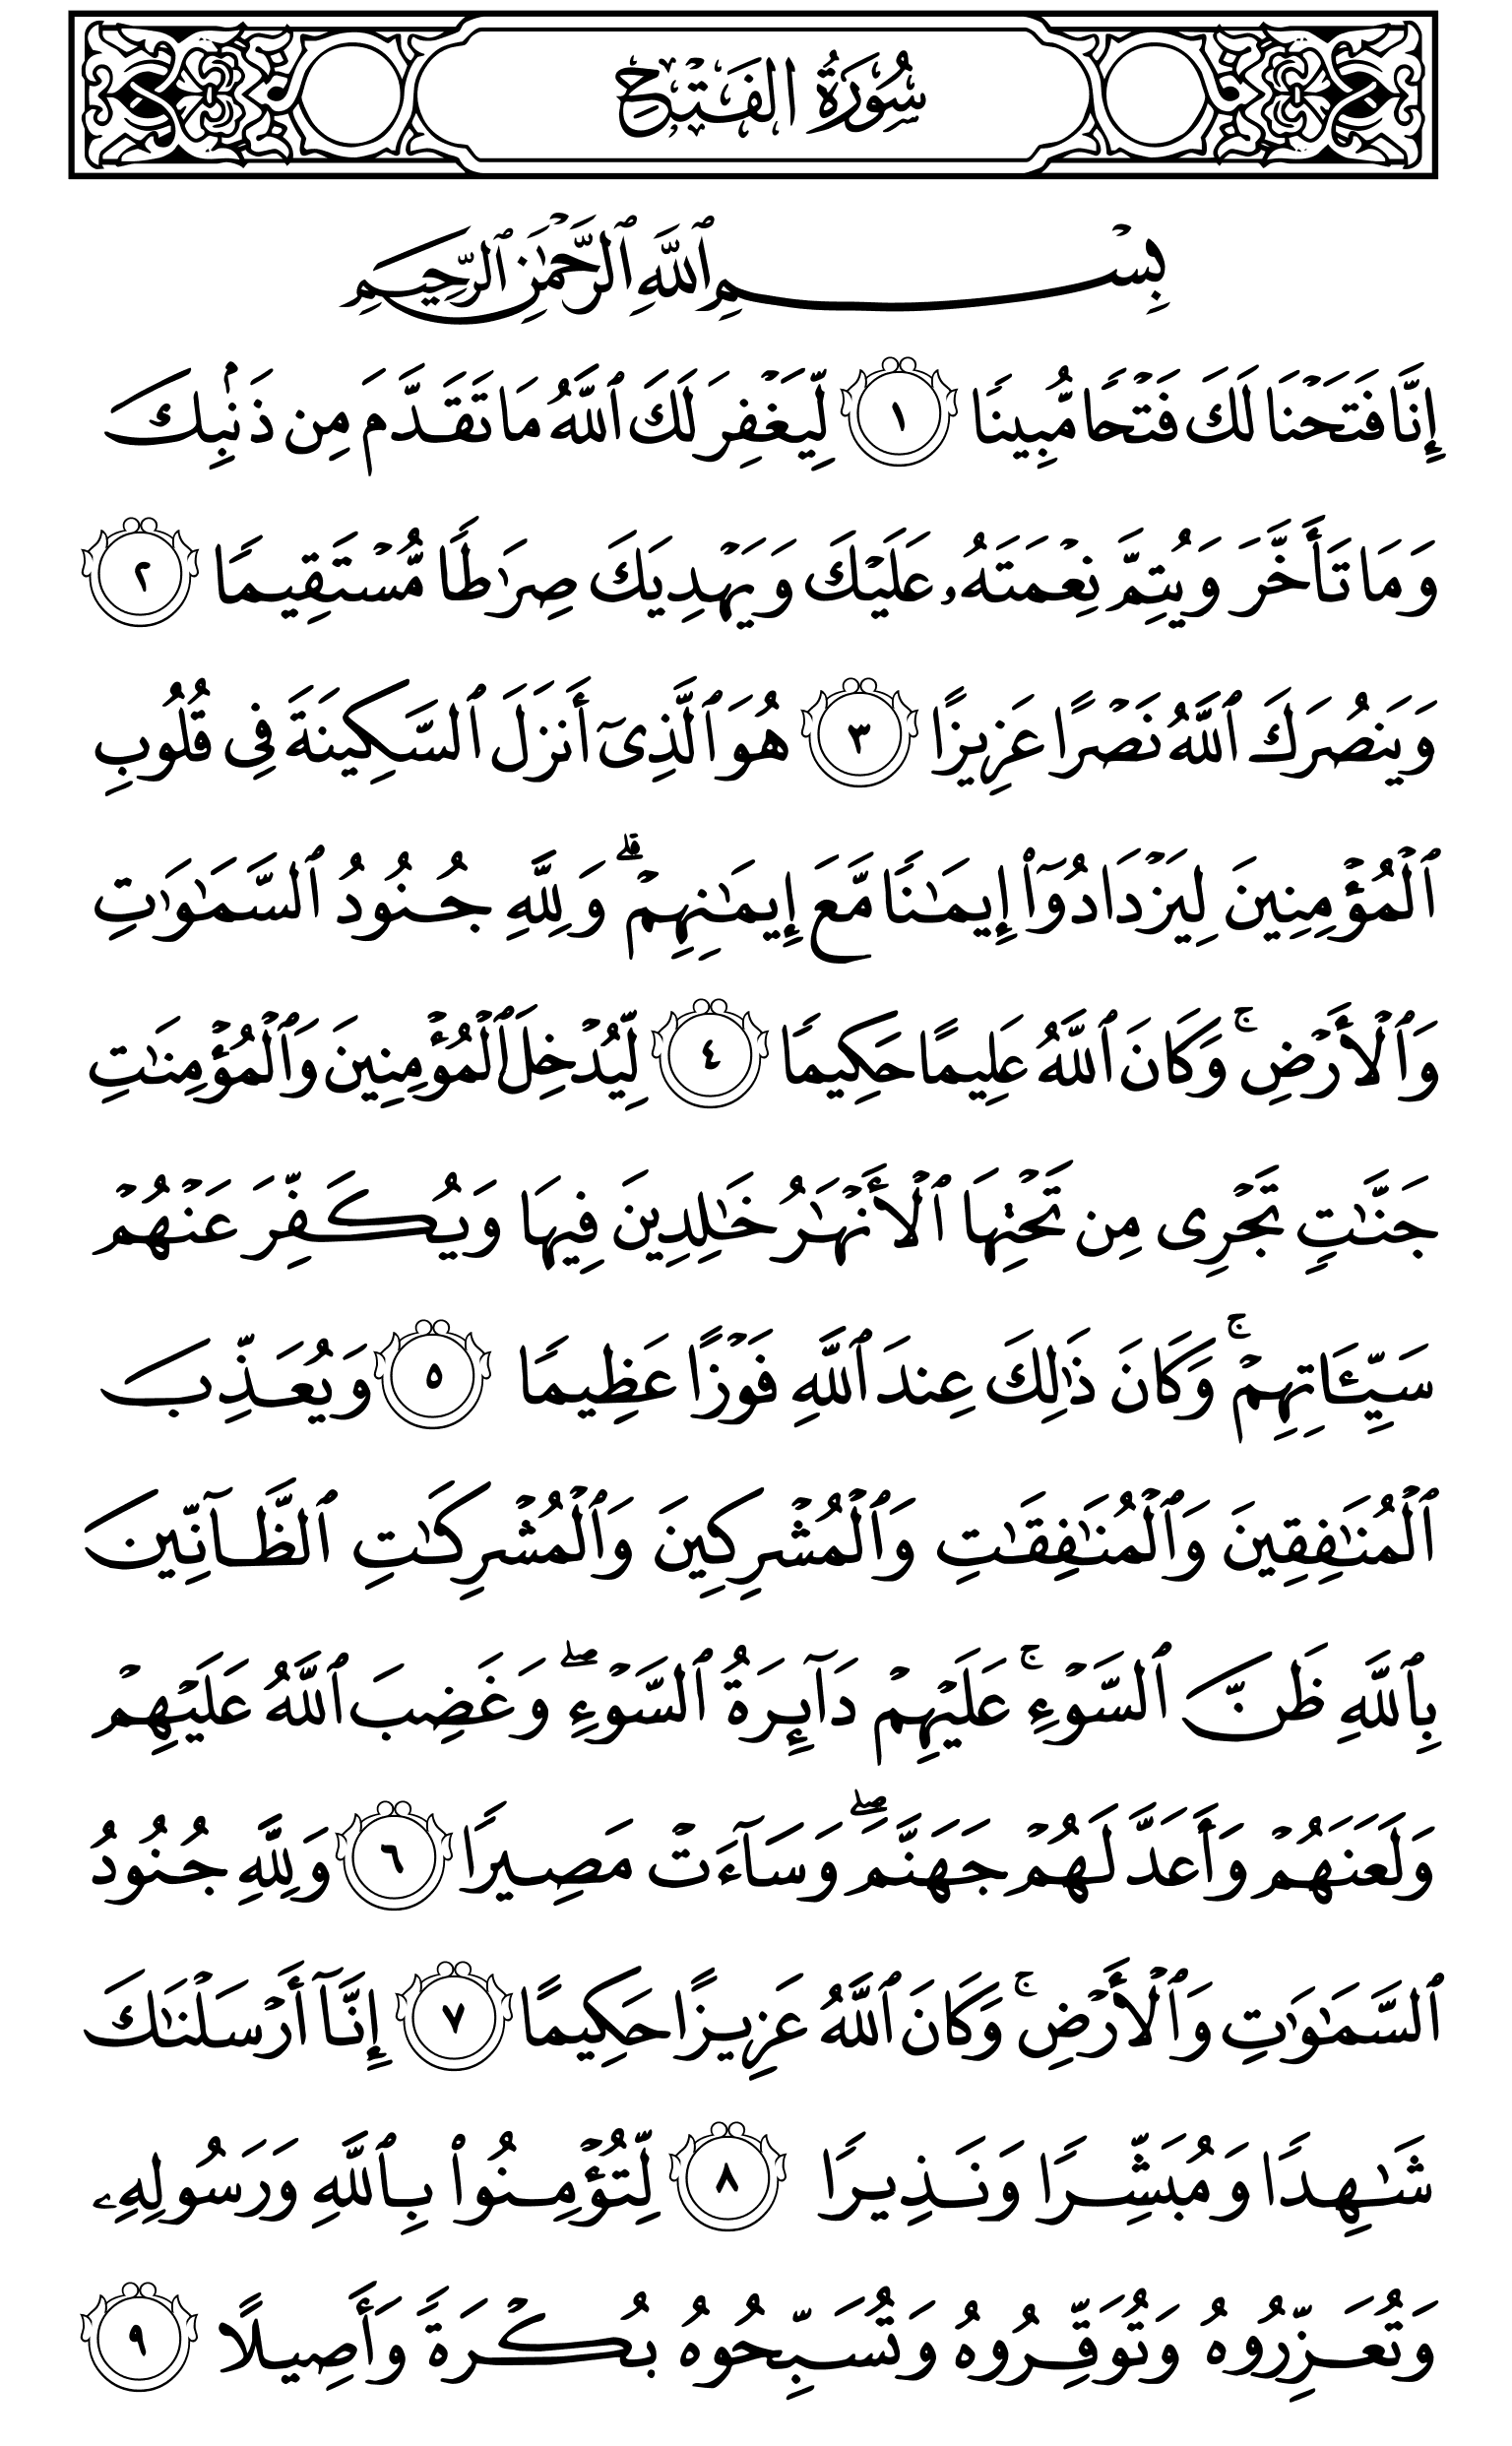 سُورَةُ الفَتۡحِ
بِسۡمِ ٱللَّهِ ٱلرَّحۡمَٰنِ ٱلرَّحِيمِ
إِنَّا فَتَحۡنَا لَكَ فَتۡحًا مُّبِينًا ١ لِّيَغۡفِرَ لَكَ ٱللَّهُ مَا تَقَدَّمَ مِن ذَنۢبِكَ
وَمَا تَأَخَّرَ وَيُتِمَّ نِعۡمَتَهُۥ عَلَيۡكَ وَيَهۡدِيَكَ صِرَٰطًا مُّسۡتَقِيمًا ٢
وَيَنصُرَكَ ٱللَّهُ نَصۡرًا عَزِيزًا ٣ هُوَ ٱلَّذِيٓ أَنزَلَ ٱلسَّكِينَةَ فِي قُلُوبِ
ٱلۡمُؤۡمِنِينَ لِيَزۡدَادُوٓاْ إِيمَٰنًا مَّعَ إِيمَٰنِهِمۡۗ وَلِلَّهِ جُنُودُ ٱلسَّمَٰوَٰتِ
وَٱلۡأَرۡضِۚ وَكَانَ ٱللَّهُ عَلِيمًا حَكِيمًا ٤ لِّيُدۡخِلَ ٱلۡمُؤۡمِنِينَ وَٱلۡمُؤۡمِنَٰتِ
جَنَّٰتٍ تَجۡرِي مِن تَحۡتِهَا ٱلۡأَنۡهَٰرُ خَٰلِدِينَ فِيهَا وَيُكَفِّرَ عَنۡهُمۡ
سَيِّـَٔاتِهِمۡۚ وَكَانَ ذَٰلِكَ عِندَ ٱللَّهِ فَوۡزًا عَظِيمًا ٥ وَيُعَذِّبَ
ٱلۡمُنَٰفِقِينَ وَٱلۡمُنَٰفِقَٰتِ وَٱلۡمُشۡرِكِينَ وَٱلۡمُشۡرِكَٰتِ ٱلظَّآنِّينَ
بِٱللَّهِ ظَنَّ ٱلسَّوۡءِۚ عَلَيۡهِمۡ دَآئِرَةُ ٱلسَّوۡءِۖ وَغَضِبَ ٱللَّهُ عَلَيۡهِمۡ
وَلَعَنَهُمۡ وَأَعَدَّ لَهُمۡ جَهَنَّمَۖ وَسَآءَتۡ مَصِيرًا ٦ وَلِلَّهِ جُنُودُ
ٱلسَّمَٰوَٰتِ وَٱلۡأَرۡضِۚ وَكَانَ ٱللَّهُ عَزِيزًا حَكِيمًا ٧ إِنَّآ أَرۡسَلۡنَٰكَ
شَٰهِدًا وَمُبَشِّرًا وَنَذِيرًا ٨ لِّتُؤۡمِنُواْ بِٱللَّهِ وَرَسُولِهِۦ
وَتُعَزِّرُوهُ وَتُوَقِّرُوهُ وَتُسَبِّحُوهُ بُكۡرَةً وَأَصِيلًا ٩